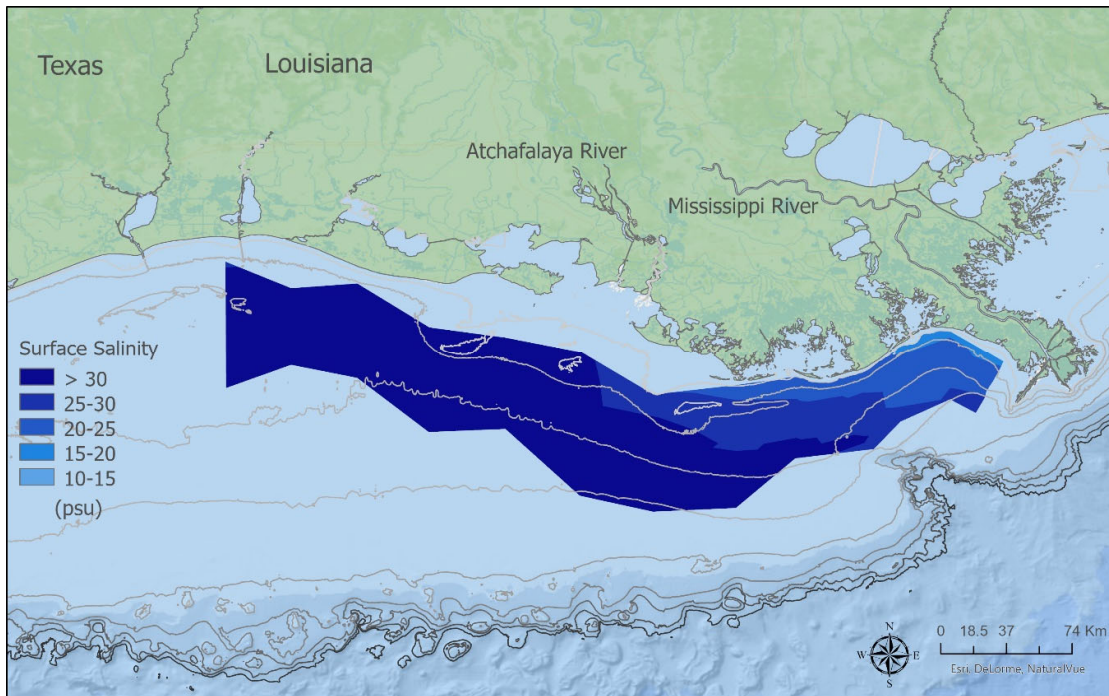 Texas
Louisiana
Atchafalaya River
Mississippi River
Surface Salinity
> 30
25-30
20-25
15-20
10-15
(psu)
N
W E
S
0 18.5 37 74 Km
Esri, DeLorme, NaturalVue